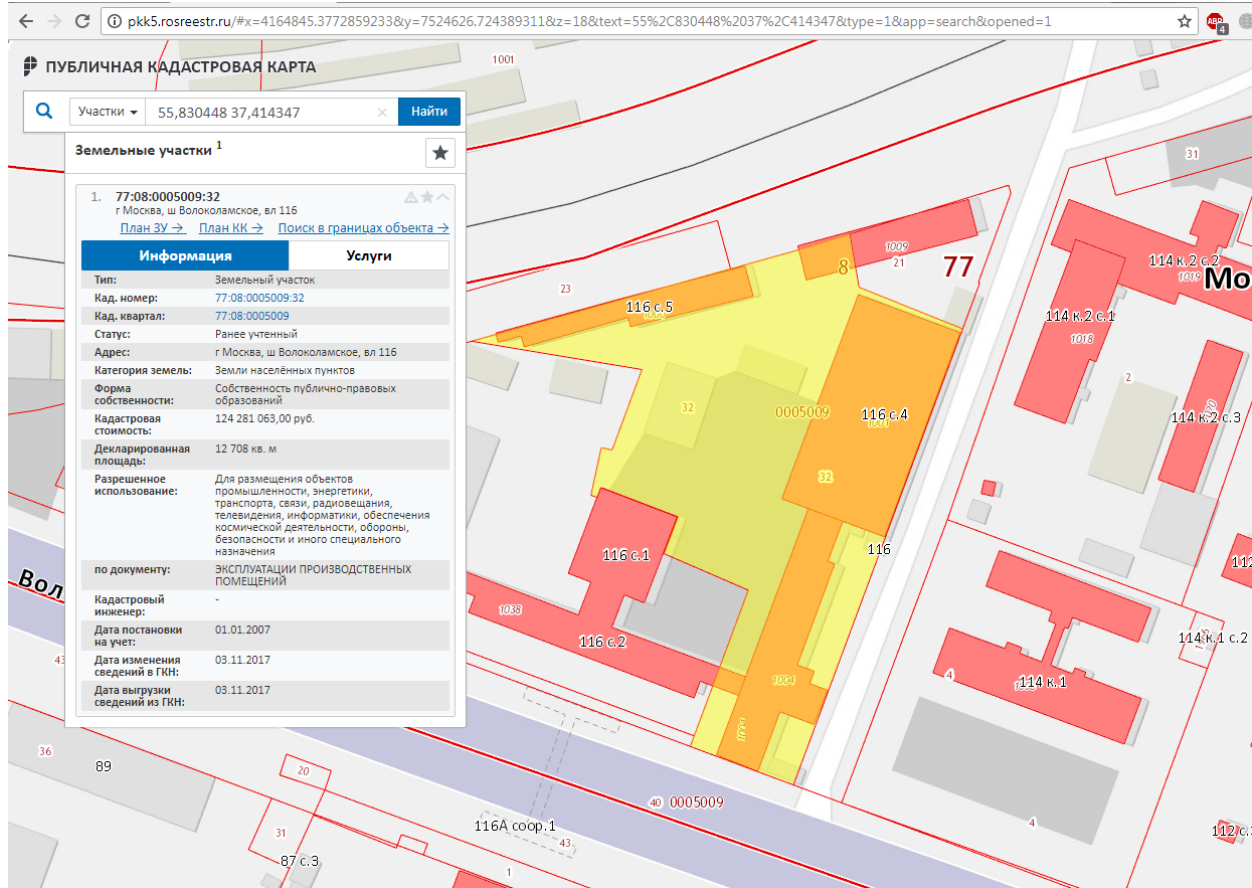 pkk5.rosreestr.ru/#x=4164845.3772859233&y=7524626.724389311&z=18&text=55%2C830448%2037%2C414347&type=1&app=search&opened=1
ABP
4
ПУБЛИЧНАЯ КАДАСТРОВАЯ КАРТА
Участки
55,830448 37,414347
×
Найти
Земельные участки 1
1. 77:08:0005009:32
г Москва, ш Волоколамское, вл 116
План ЗУ → План КК → Поиск в границах объекта →
Информация Услуги
Тип: Земельный участок
Кад. номер: 77:08:0005009:32
Кад. квартал: 77:08:0005009
Статус: Ранее учтенный
Адрес: г Москва, ш Волоколамское, вл 116
Категория земель: Земли населённых пунктов
Форма Собственность публично-правовых
собственности: образований
Кадастровая 124 281 063,00 руб.
стоимость:
Декларированная 12 708 кв. м
площадь:
Разрешенное Для размещения объектов
использование: промышленности, энергетики,
транспорта, связи, радиовещания,
телевидения, информатики, обеспечения
космической деятельности, обороны,
безопасности и иного специального
назначения
по документу: ЭКСПЛУАТАЦИИ ПРОИЗВОДСТВЕННЫХ
ПОМЕЩЕНИЙ
Кадастровый -
инженер:
Дата постановки 01.01.2007
на учет:
Дата изменения 03.11.2017
сведений в ГКН:
Дата выгрузки 03.11.2017
сведений из ГКН:
1001
31
1009
21
8
77
114 к.2 с.2
1019
Мо
23
116 с.5
114 к.2 с.1
1018
2
32
0005009
116 с.4
1001
114 к.2 с.3
32
116 с.1
116
112
Вол
1038
116 с.2
114 к.1 с.2
43
1004
4
114 к.1
36
89
20
40 0005009
116А соор.1
43
4
31
87 с.3
1
112 с.